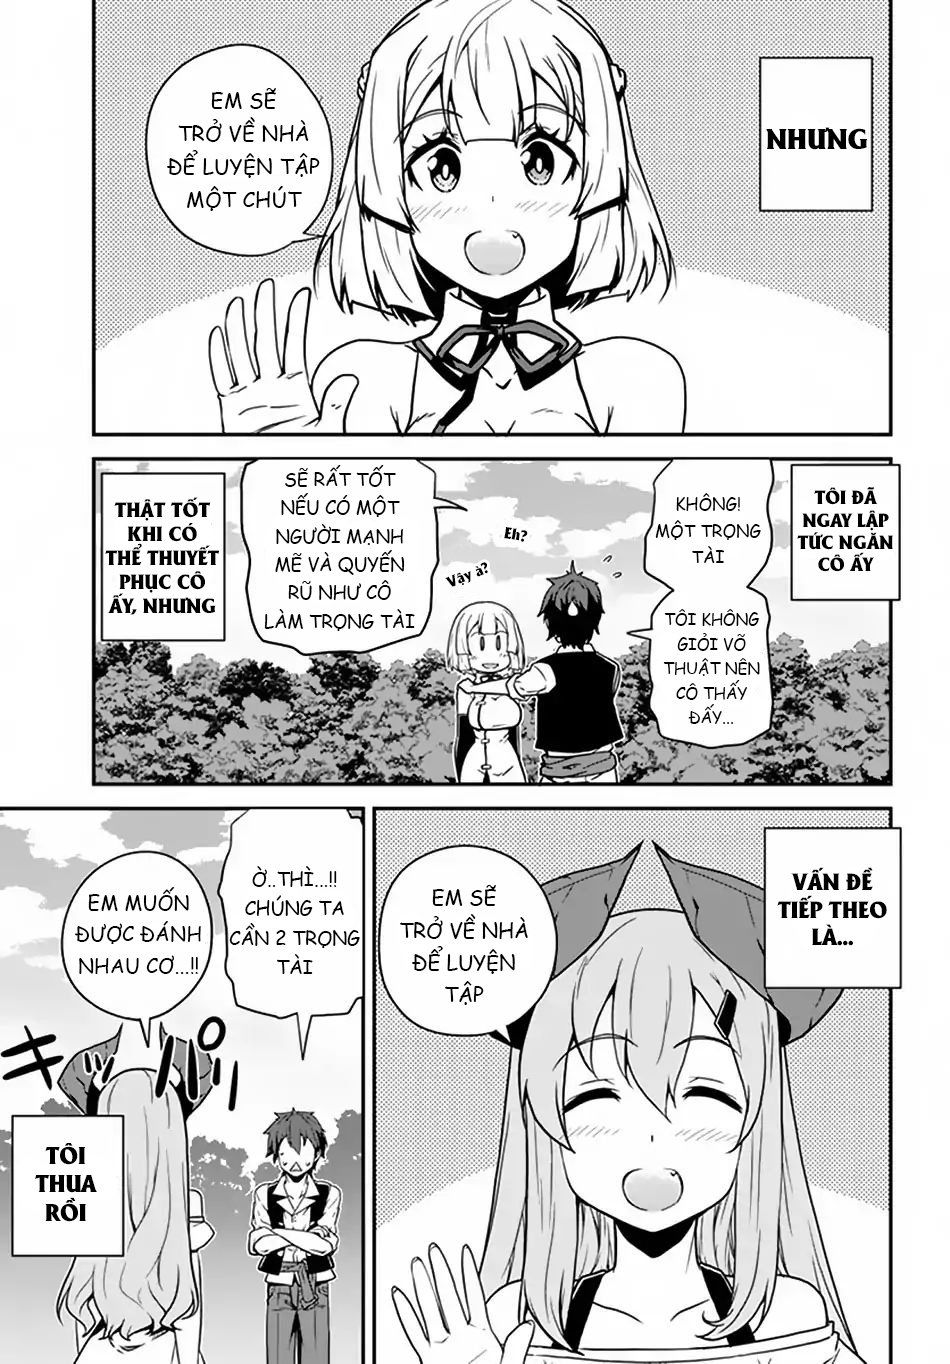 NHƯNG
EM SẼ
TRỞ VỀ NHÀ
ĐỂ LUYỆN TẬP
MỘT CHÚT
TÔI ĐÃ
NGAY LẬP
TỨC NGĂN
CÔ ẤY
KHÔNG!
MỘT TRỌNG
TÀI
TÔI KHÔNG
GIỎI VÕ
THUẬT NÊN
CÔ THẤY
ĐẤY...
Eh?
Vậy à?
SẼ RẤT TỐT
NẾU CÓ MỘT
NGƯỜI MẠNH
MẼ VÀ QUYẾN
RŨ NHƯ CÔ
LÀM TRỌNG TÀI
THẬT TỐT
KHI CÓ
THỂ THUYẾT
PHỤC CÔ
ẤY, NHƯNG
VẤN ĐỀ
TIẾP THEO
LÀ...
EM SẼ
TRỞ VỀ NHÀ
ĐỂ LUYỆN
TẬP
Ờ..THÌ...!!
CHÚNG TA
CẦN 2 TRỌNG
TÀI
EM MUỐN
ĐƯỢC ĐÁNH
NHAU CƠ...!!
キッパリ
TÔI
THUA
RỒI